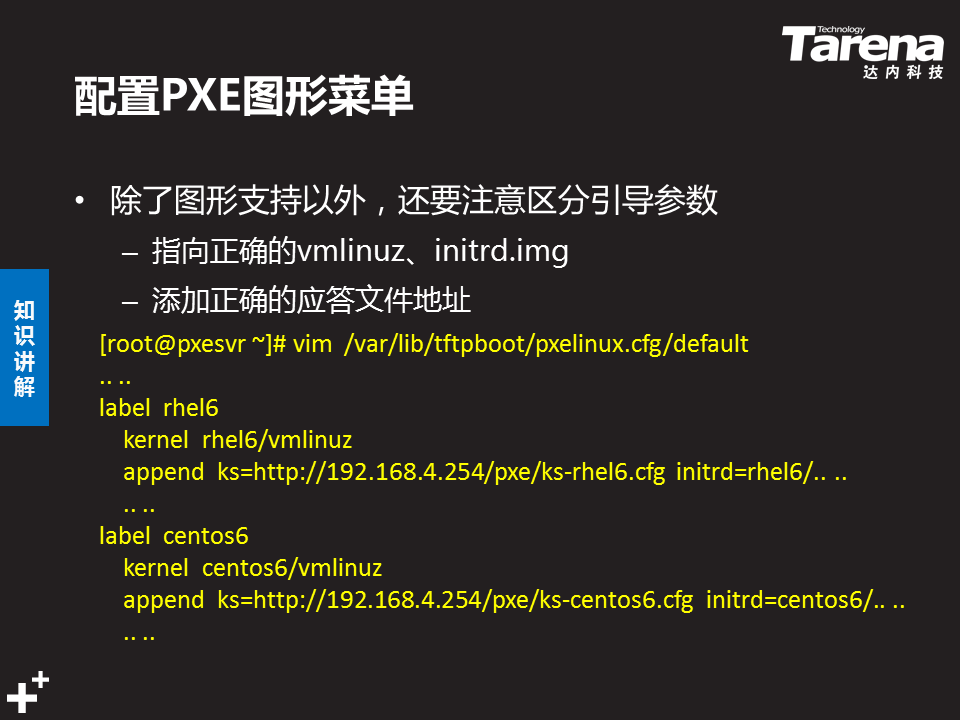 Technology
Tarena
达内科技
配置PXE图形菜单
• 除了图形支持以外，还要注意区分引导参数
– 指向正确的vmlinuz、initrd.img
– 添加正确的应答文件地址
知识讲解
[root@pxesvr ~]# vim /var/lib/tftpboot/pxelinux.cfg/default
.. ..
label rhel6
kernel rhel6/vmlinuz
append ks=http://192.168.4.254/pxe/ks-rhel6.cfg initrd=rhel6/.. ..
.. ..
label centos6
kernel centos6/vmlinuz
append ks=http://192.168.4.254/pxe/ks-centos6.cfg initrd=centos6/.. ..
.. ..